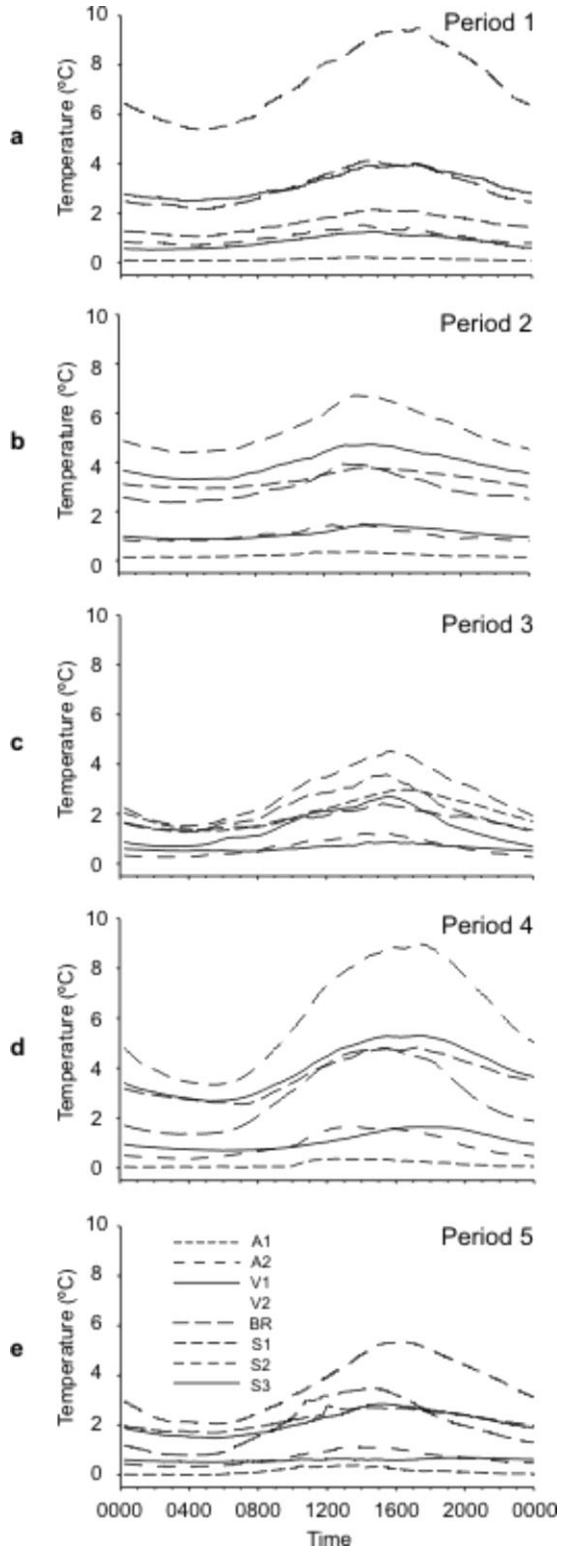 Period 1
10
8
6
4
2
0
Temperature (ºC)
a
Period 2
10
8
6
4
2
0
Temperature (ºC)
b
Period 3
10
8
6
4
2
0
Temperature (ºC)
c
Period 4
10
8
6
4
2
0
Temperature (ºC)
d
Period 5
10
8
6
4
2
0
Temperature (ºC)
e
A1
A2
V1
V2
BR
S1
S2
S3
0000 0400 0800 1200 1600 2000 0000
Time